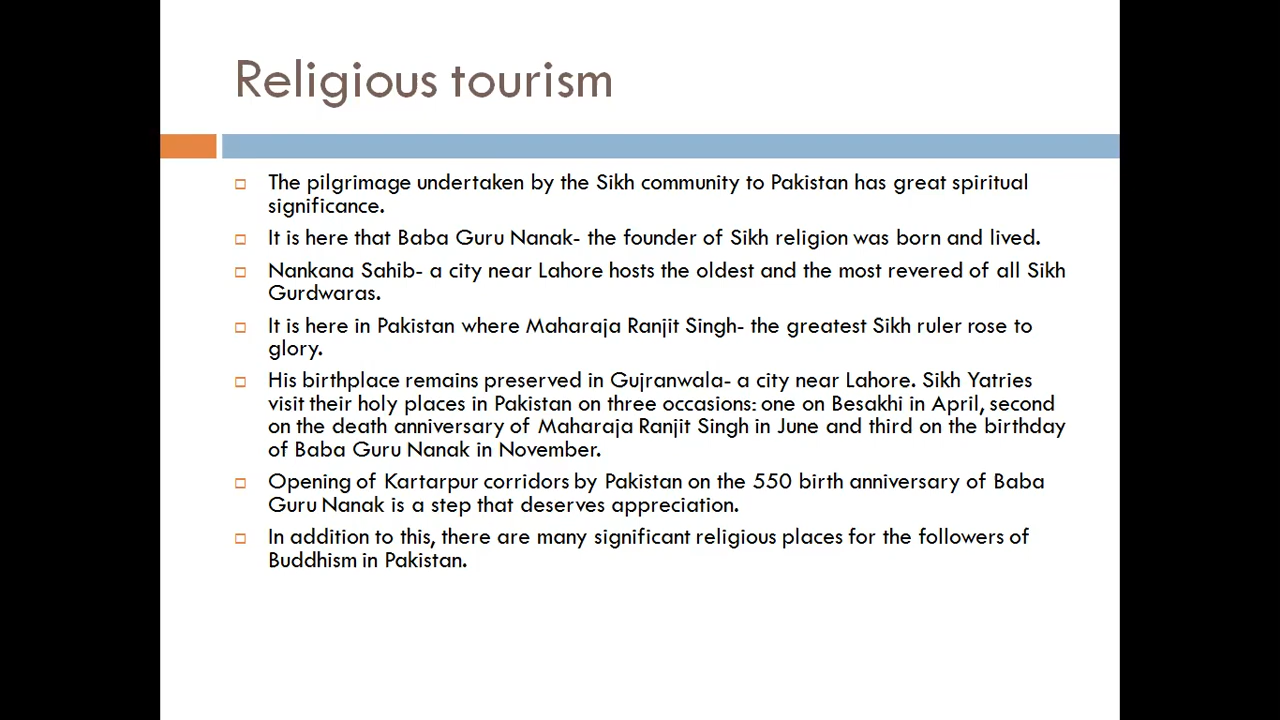 Religious tourism
The pilgrimage undertaken by the Sikh community to Pakistan has great spiritual
significance.
It is here that Baba Guru Nanak- the founder of Sikh religion was born and lived.
Nankana Sahib- a city near Lahore hosts the oldest and the most revered of all Sikh
Gurdwaras.
It is here in Pakistan where Maharaja Ranjit Singh- the greatest Sikh ruler rose to
glory.
His birthplace remains preserved in Gujranwala- a city near Lahore. Sikh Yatries
visit their holy places in Pakistan on three occasions: one on Besakhi in April, second
on the death anniversary of Maharaja Ranjit Singh in June and third on the birthday
of Baba Guru Nanak in November.
Opening of Kartarpur corridors by Pakistan on the 550 birth anniversary of Baba
Guru Nanak is a step that deserves appreciation.
In addition to this, there are many significant religious places for the followers of
Buddhism in Pakistan.